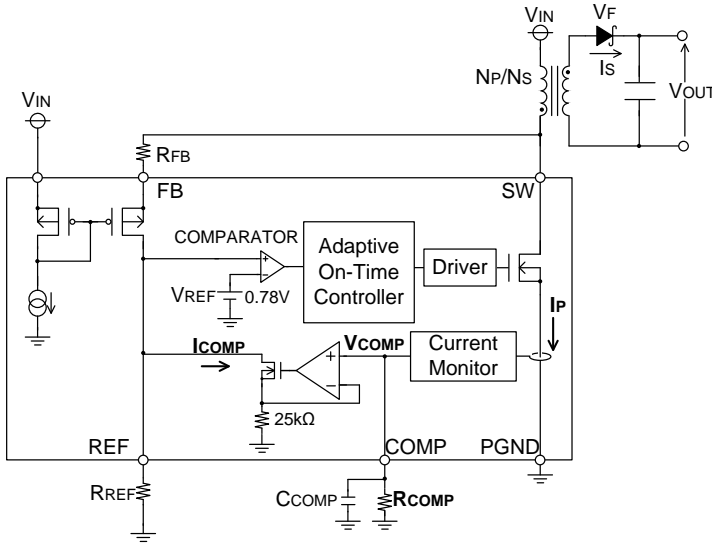 VIN
VF
IS
NP/NS
VOUT
VIN
RFB
FB
SW
COMPARATOR
Adaptive
On-Time
Controller
Driver
+
−
VREF
0.78V
IP
ICOMP
VCOMP
Current
Monitor
+
−
25kΩ
REF
COMP
PGND
RREF
CCOMP
RCOMP